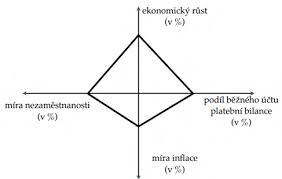 ekonomický růst
(v %)
míra nezaměstnanosti
(v %)
podíl běžného účtu
platební bilance
(v %)
míra inflace
(v %)